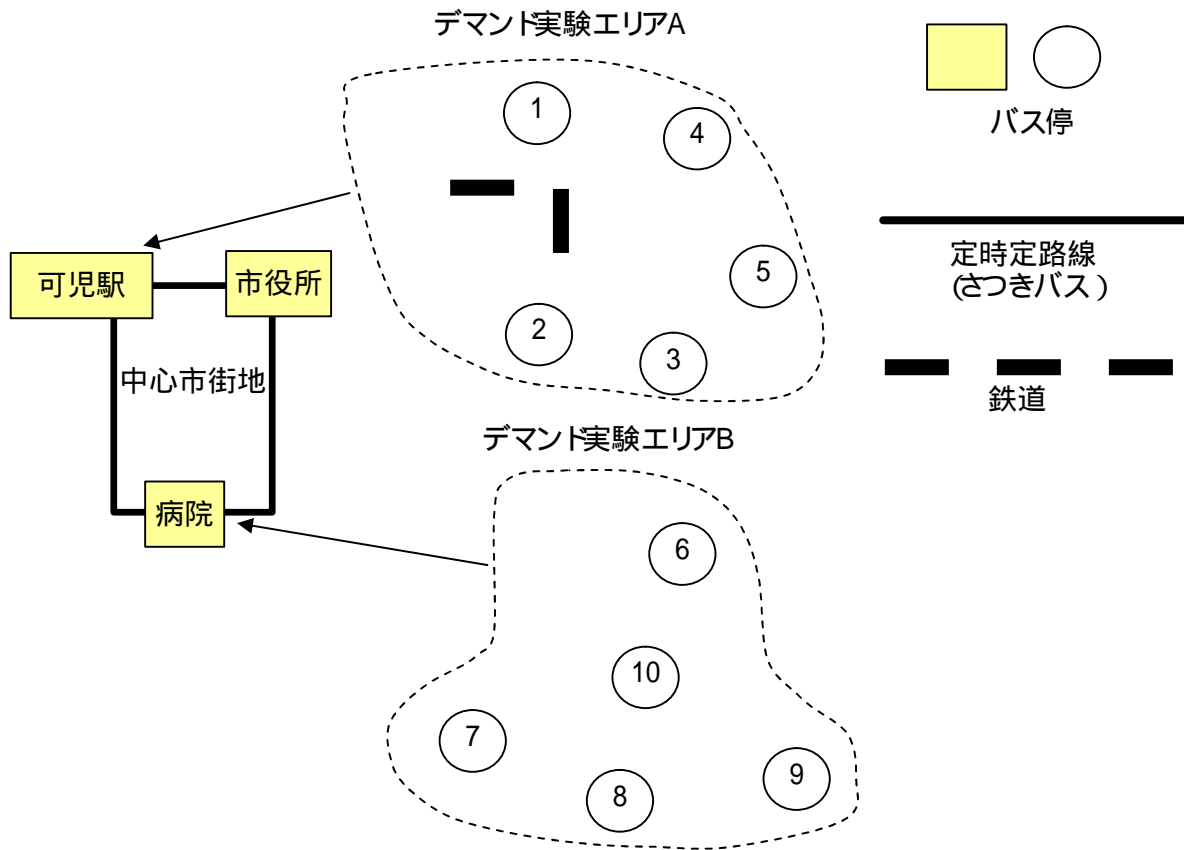 デマンド実験エリアA
1
4
5
2
3
バス停
定時定路線
(さつきバス)
鉄道
可児駅
市役所
中心市街地
病院
デマンド実験エリアB
6
10
7
8
9